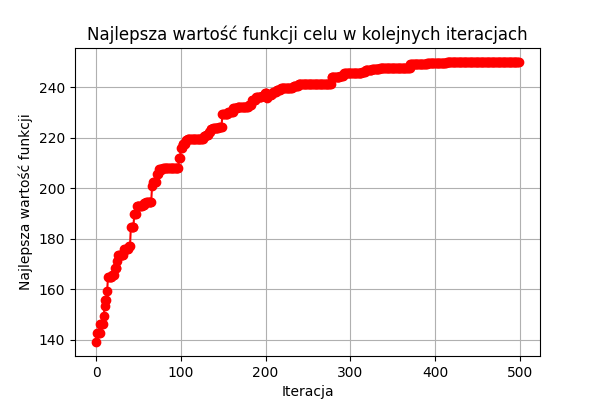 Najlepsza wartość funkcji celu w kolejnych iteracjach
Najlepsza wartość funkcji
240
220
200
180
160
140
0 100 200 300 400 500
Iteracja